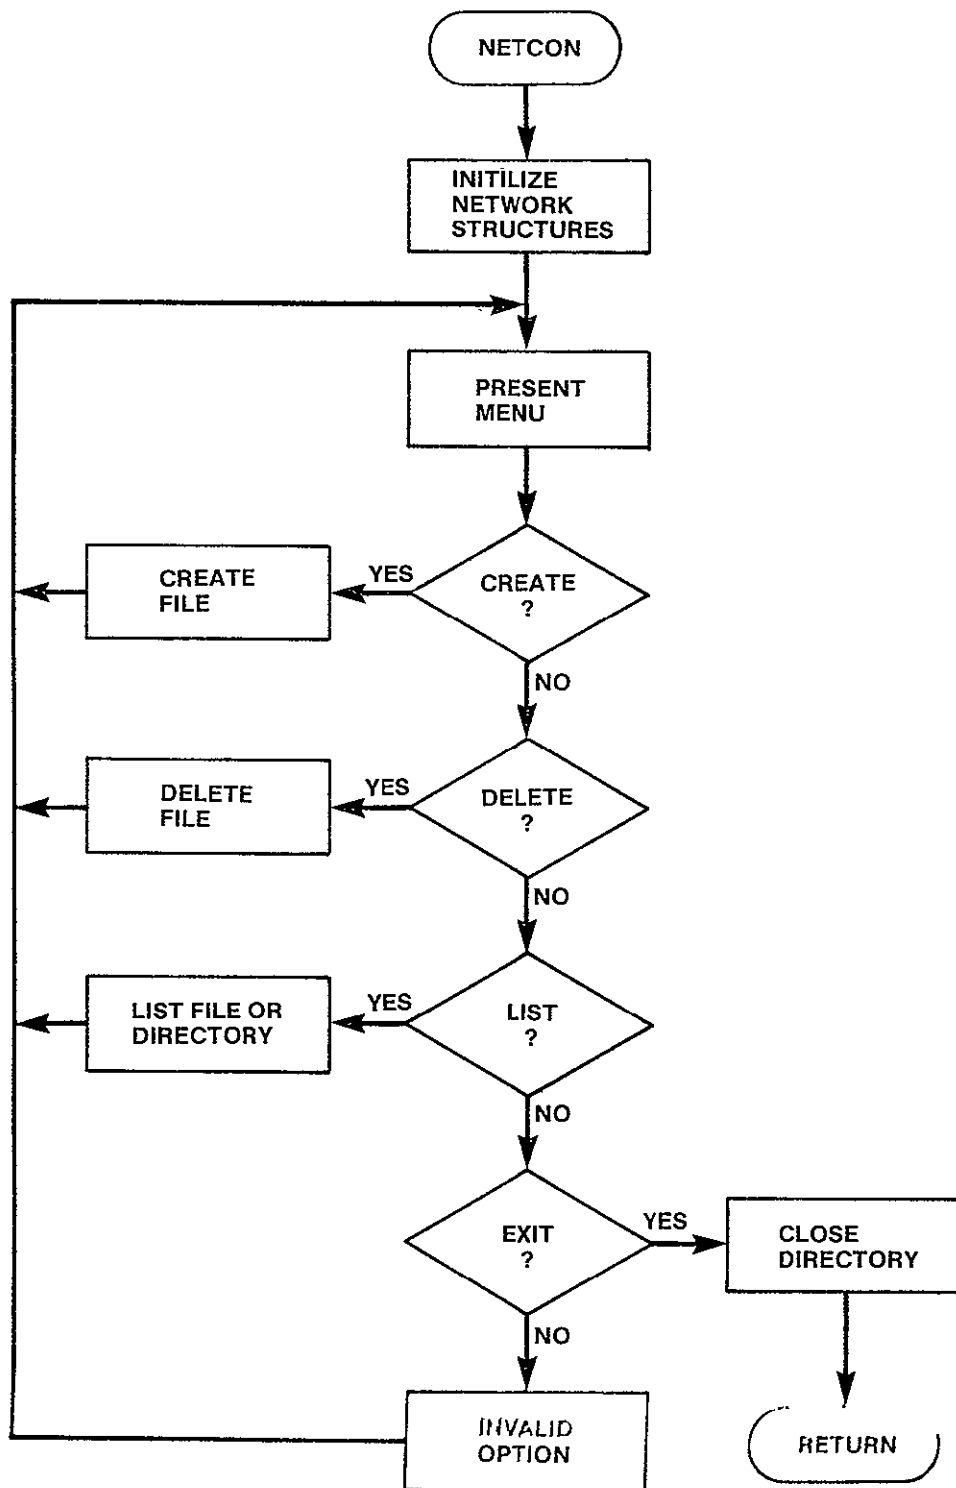 NETCON
INITILIZE
NETWORK
STRUCTURES
PRESENT
MENU
CREATE
FILE
YES
CREATE
?
NO
DELETE
FILE
YES
DELETE
?
NO
LIST FILE OR
DIRECTORY
YES
LIST
?
NO
EXIT
?
YES
CLOSE
DIRECTORY
NO
INVALID
OPTION
RETURN